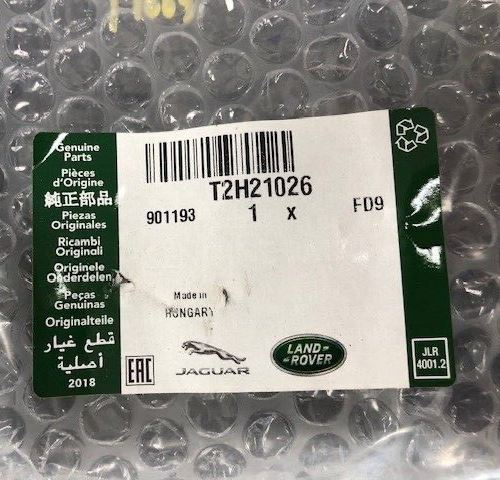 Genuine
Parts
Pièces
d'Origine
純正部品
Piezas
Originales
Ricambi
Originali
Originele
Onderdelen
Peças
Genuínas
Originalteile
قطع غيار
أصلية
2018
T2H21026
901193 1 x FD9
Made in
HUNGARY
EAC
JAGUAR
LAND-
ROVER
JLR
4001.2